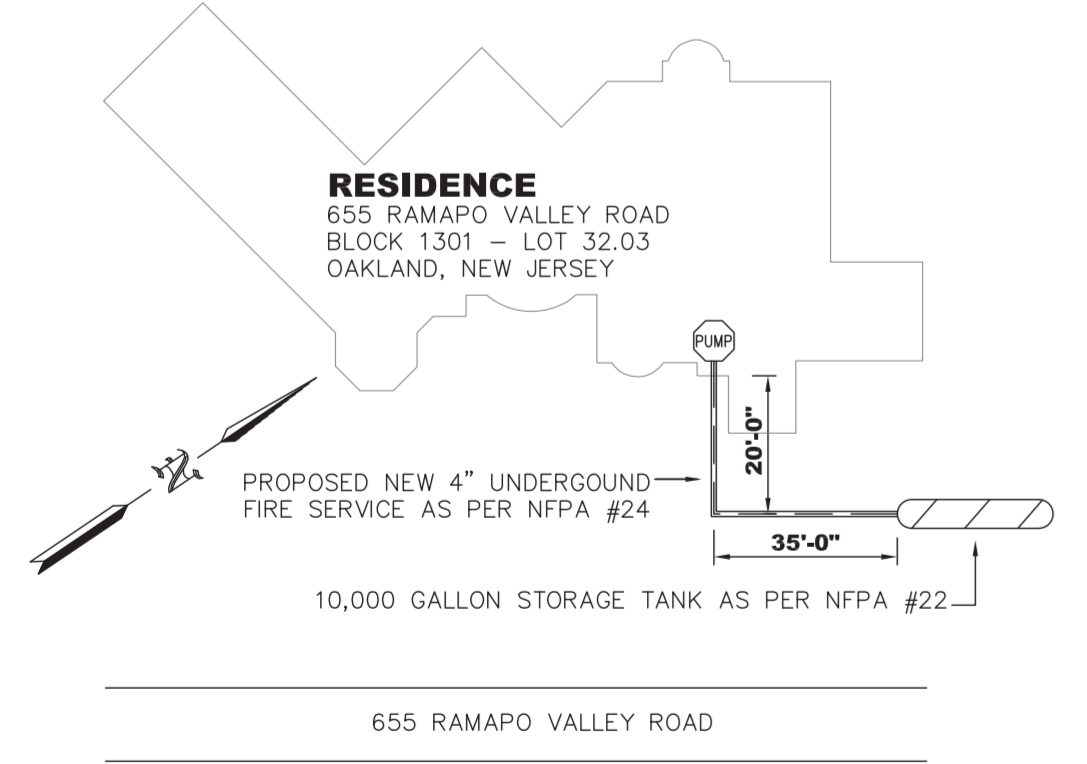 RESIDENCE
655 RAMAPO VALLEY ROAD
BLOCK 1301 – LOT 32.03
OAKLAND, NEW JERSEY
PUMP
20'-0"
N
PROPOSED NEW 4” UNDERGOUND
FIRE SERVICE AS PER NFPA #24
35'-0"
10,000 GALLON STORAGE TANK AS PER NFPA #22
655 RAMAPO VALLEY ROAD